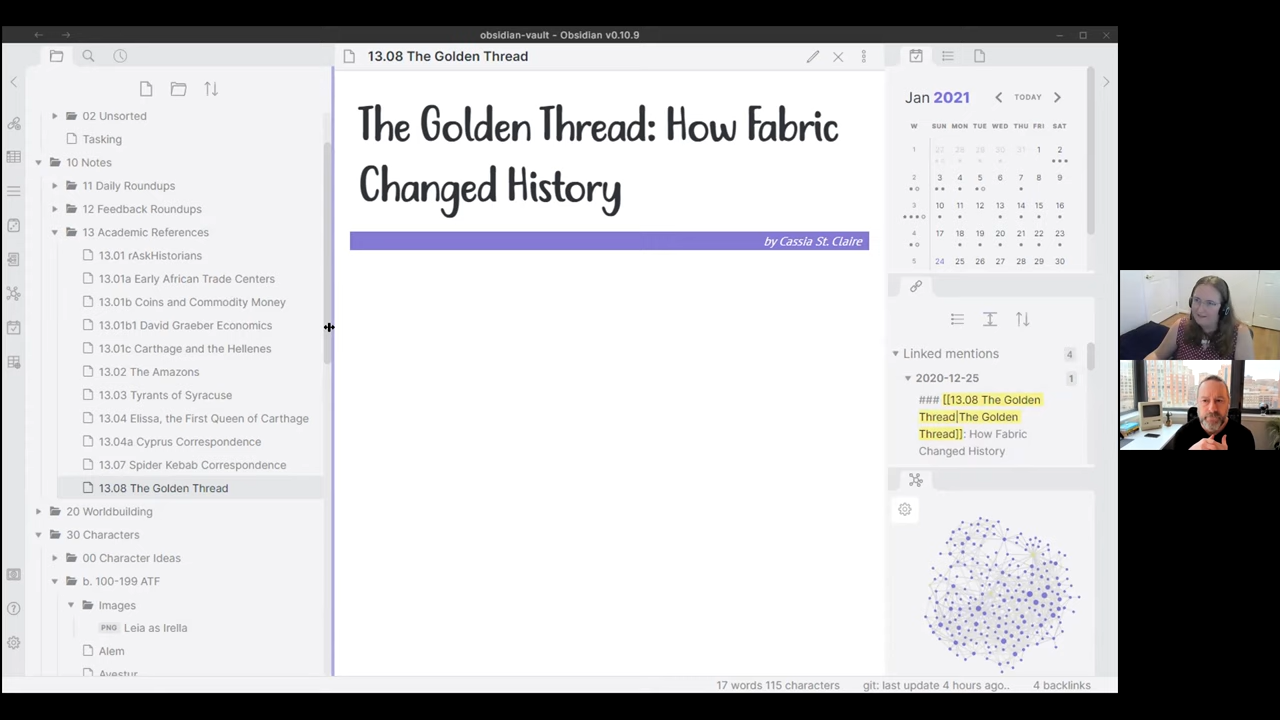 obsidian-vault - Obsidian v0.10.9
13.08 The Golden Thread
02 Unsorted
Tasking
10 Notes
11 Daily Roundups
12 Feedback Roundups
13 Academic References
13.01 rAskHistorians
13.01a Early African Trade Centers
13.01b Coins and Commodity Money
13.01b1 David Graeber Economics
13.01c Carthage and the Hellenes
13.02 The Amazons
13.03 Tyrants of Syracuse
13.04 Elissa, the First Queen of Carthage
13.04a Cyprus Correspondence
13.07 Spider Kebab Correspondence
13.08 The Golden Thread
20 Worldbuilding
30 Characters
00 Character Ideas
b. 100-199 ATF
Images
PNG Leia as Irella
Alem
Avestur
The Golden Thread: How Fabric
Changed History
by Cassia St. Claire
Jan 2021 TODAY
W SUN MON TUE WED THU FRI SAT
1 27 28 29 30 31 1 2
2 3 4 5 6 7 8 9
3 10 11 12 13 14 15 16
4 17 18 19 20 21 22 23
5 24 25 26 27 28 29 30
Linked mentions 4
2020-12-25 1
### [[13.08 The Golden
Thread|The Golden
Thread]]: How Fabric
Changed History
17 words 115 characters git: last update 4 hours ago.. 4 backlinks